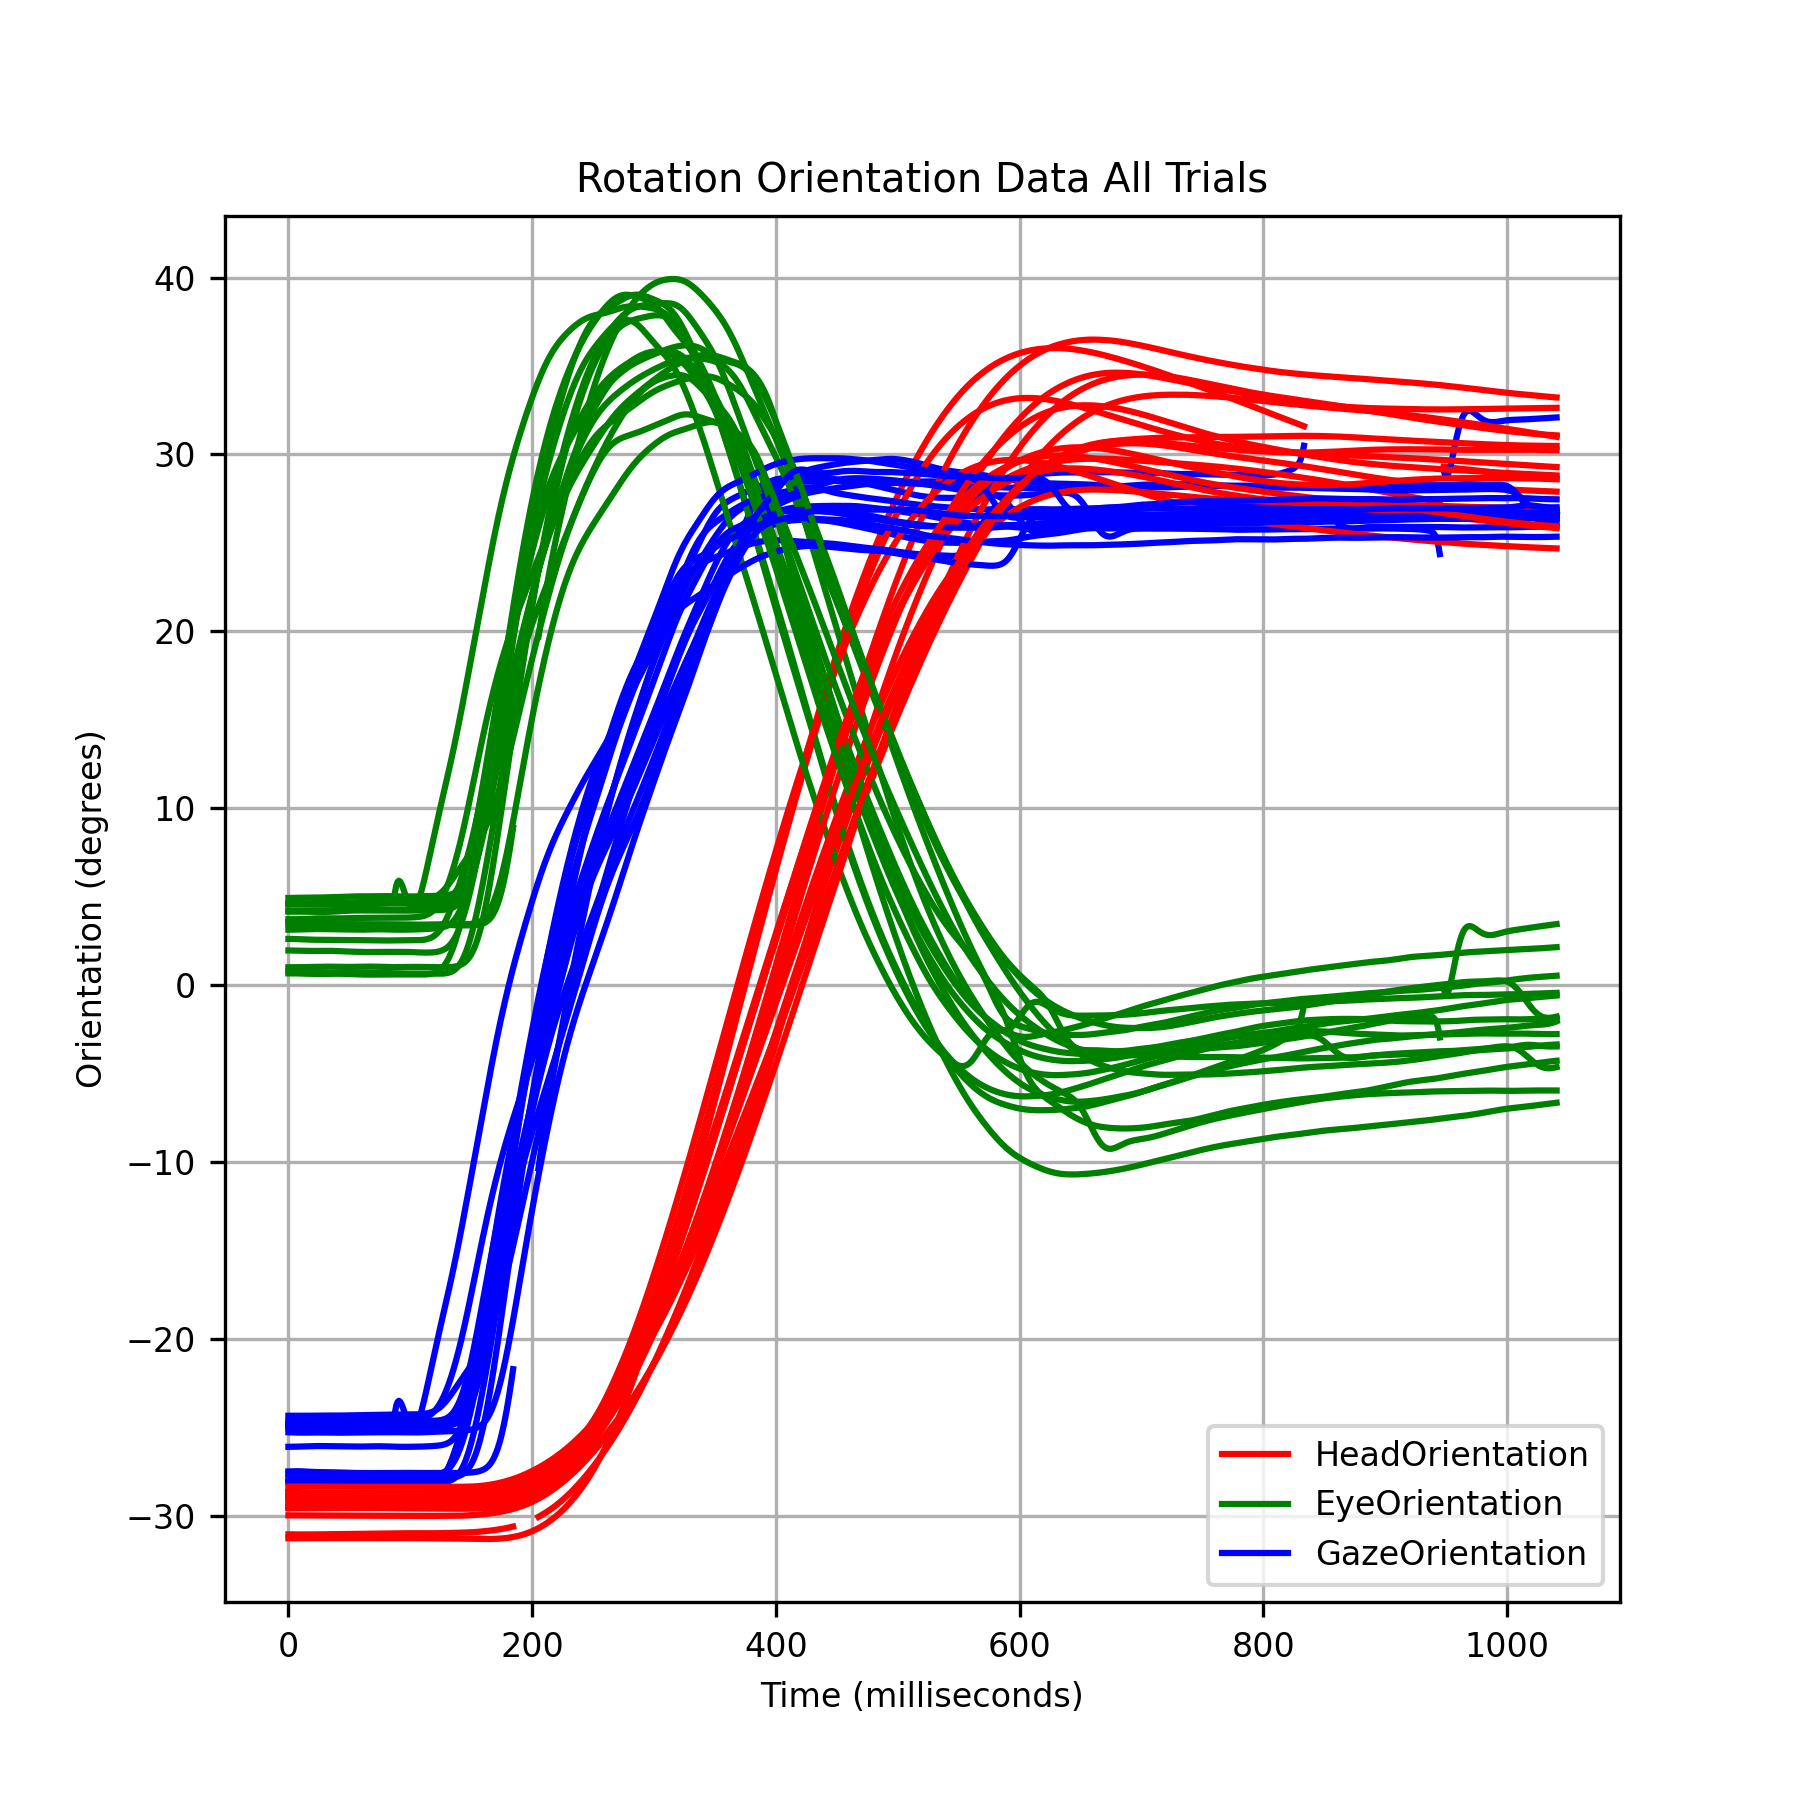 Rotation Orientation Data All Trials
40
30
20
10
0
−10
−20
−30
Orientation (degrees)
0 200 400 600 800 1000
Time (milliseconds)
HeadOrientation
EyeOrientation
GazeOrientation